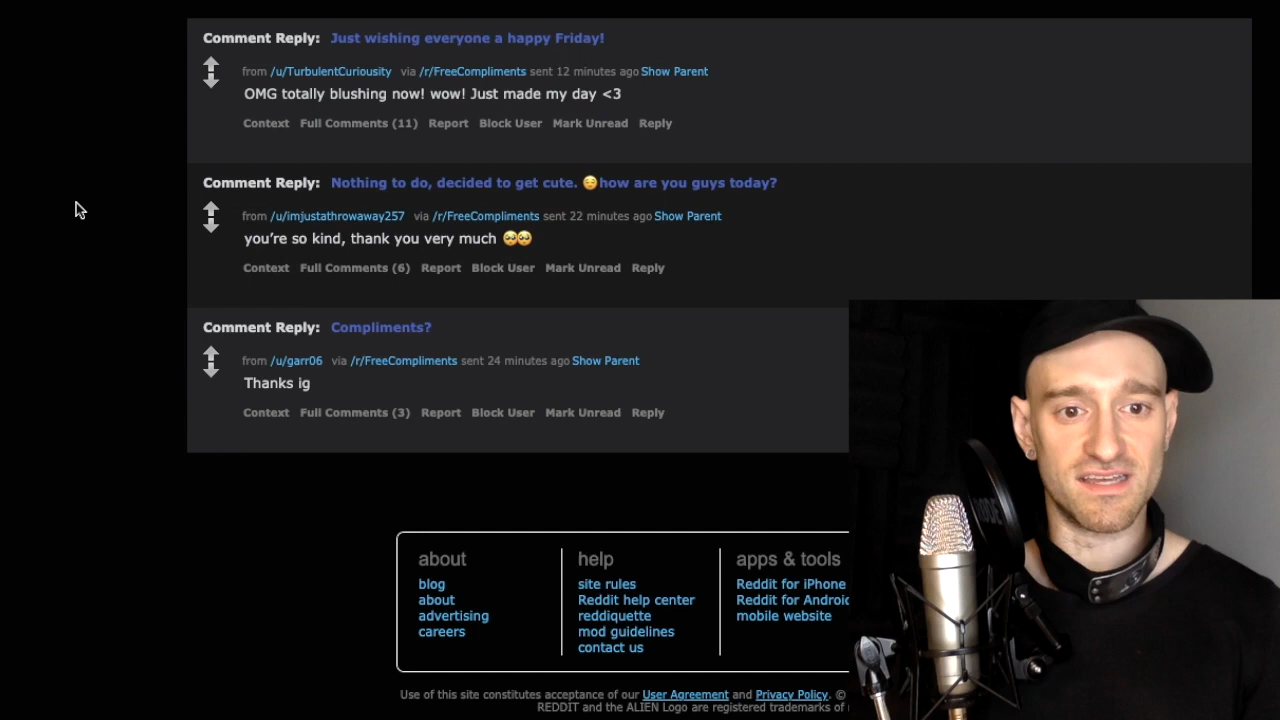 Comment Reply: Just wishing everyone a happy Friday!
from /u/TurbulentCuriousity via /r/FreeCompliments sent 12 minutes ago Show Parent
OMG totally blushing now! wow! Just made my day <3
Context Full Comments (11) Report Block User Mark Unread Reply
Comment Reply: Nothing to do, decided to get cute. ☺️how are you guys today?
from /u/imjustathrowaway257 via /r/FreeCompliments sent 22 minutes ago Show Parent
you’re so kind, thank you very much 🥺🥺
Context Full Comments (6) Report Block User Mark Unread Reply
Comment Reply: Compliments?
from /u/garr06 via /r/FreeCompliments sent 24 minutes ago Show Parent
Thanks ig
Context Full Comments (3) Report Block User Mark Unread Reply
about help apps & tools
blog site rules Reddit for iPhone
about Reddit help center Reddit for Android
advertising reddiquette mobile website
careers mod guidelines
contact us
Use of this site constitutes acceptance of our User Agreement and Privacy Policy. ©
REDDIT and the ALIEN Logo are registered trademarks of